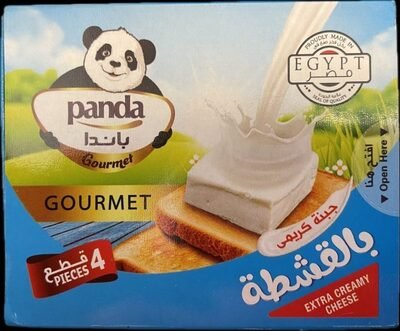 panda
باندا
Gourmet
GOURMET
4 قطع
PIECES
PROUDLY MADE IN
EGYPT
مصر
SEAL OF QUALITY
افتح هنا
Open Here
جبنة كريمي
بالقشطة
EXTRA CREAMY
CHEESE